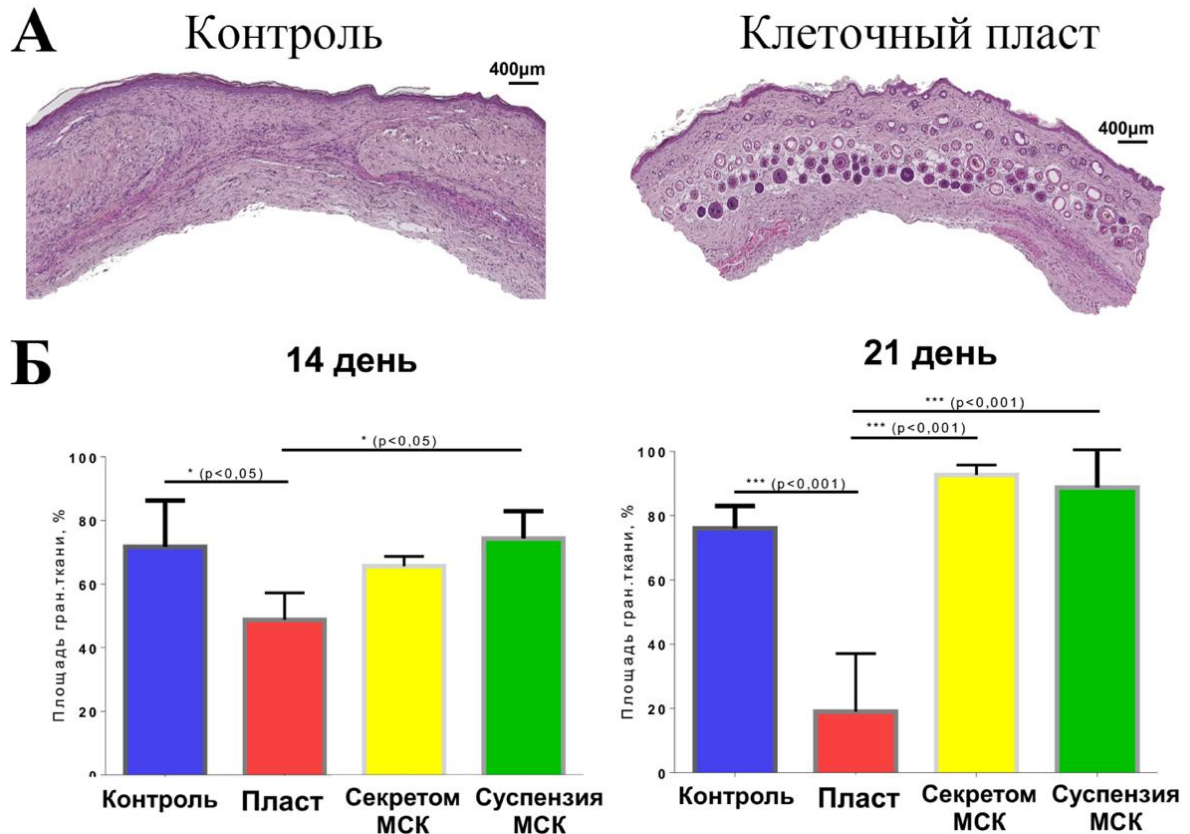 А
Контроль
Клеточный пласт
400µm
400µm
Б
14 день
21 день
* (p<0,05)
* (p<0,05)
Площадь гран.ткани, %
100
80
60
40
20
0
Контроль
Пласт
Секретом
МСК
Суспензия
МСК
*** (p<0,001)
*** (p<0,001)
*** (p<0,001)
Площадь гран.ткани, %
100
80
60
40
20
0
Контроль
Пласт
Секретом
МСК
Суспензия
МСК